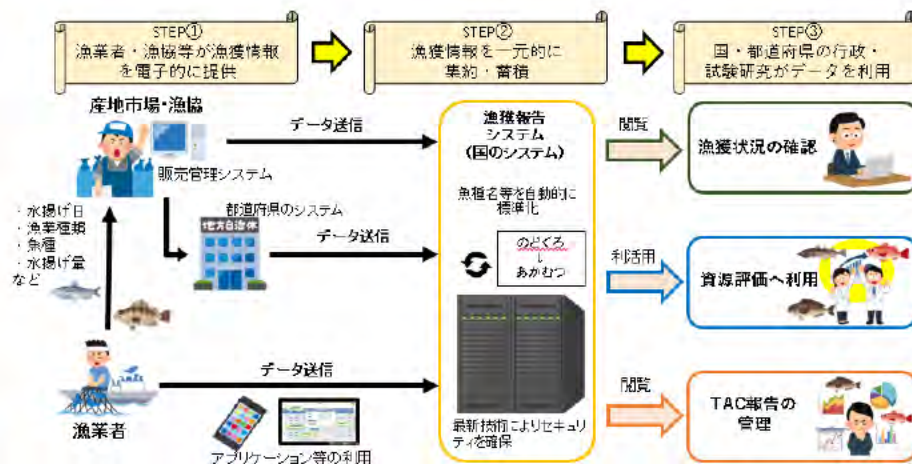 STEP①
漁業者・漁協等が漁獲情報
を電子的に提供
STEP②
漁獲情報を一元的に
集約・蓄積
STEP③
国・都道府県の行政・
試験研究がデータを利用
産地市場・漁協
販売管理システム
データ送信
・水揚げ日
・漁業種類
・魚種
・水揚げ量
など
都道府県のシステム
地方自治体
データ送信
漁業者
データ送信
アプリケーション等の利用
漁獲報告
システム
(国のシステム)
魚種名等を自動的に
標準化
のどぐろ
↓
あかむつ
最新技術によりセキュリ
ティを確保
閲覧
漁獲状況の確認
利活用
資源評価へ利用
閲覧
TAC報告の
管理